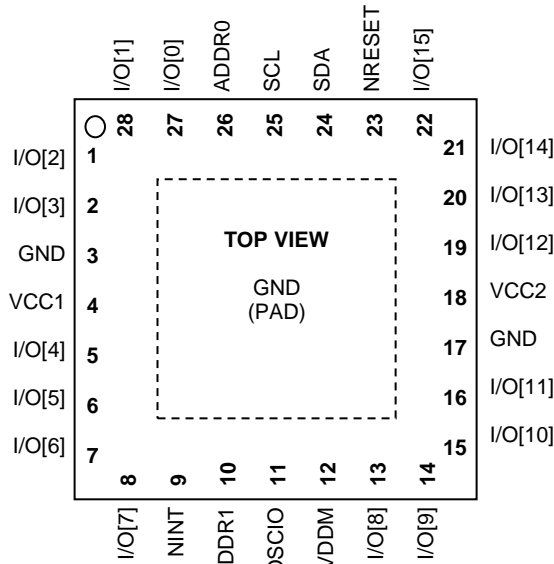 I/O[1]
I/O[0]
ADDR0
SCL
SDA
NRESET
I/O[15]
28
27
26
25
24
23
22
I/O[2] 1
I/O[3] 2
GND 3
VCC1 4
I/O[4] 5
I/O[5] 6
I/O[6] 7
TOP VIEW
GND
(PAD)
21 I/O[14]
20 I/O[13]
19 I/O[12]
18 VCC2
17 GND
16 I/O[11]
15 I/O[10]
8
9
10
11
12
13
14
I/O[7]
NINT
DDR1
OSCIO
VDDM
I/O[8]
I/O[9]